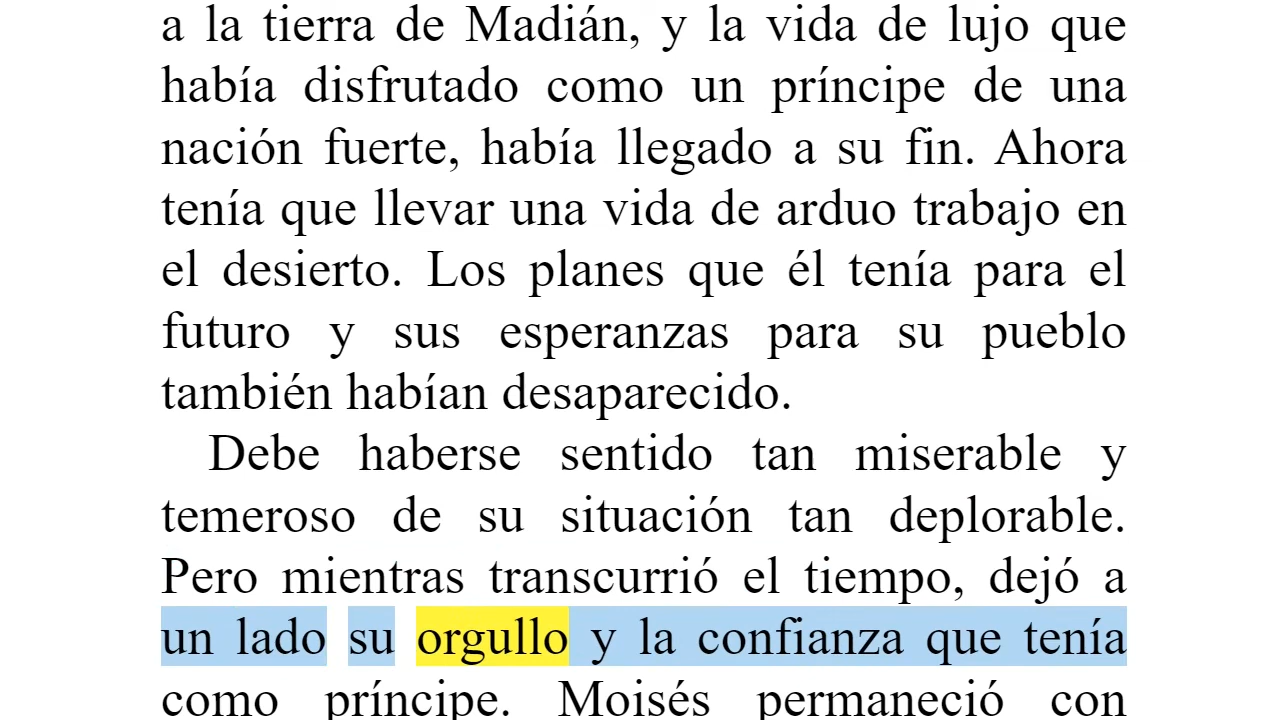 a la tierra de Madián, y la vida de lujo que
había disfrutado como un príncipe de una
nación fuerte, había llegado a su fin. Ahora
tenía que llevar una vida de arduo trabajo en
el desierto. Los planes que él tenía para el
futuro y sus esperanzas para su pueblo
también habían desaparecido.
Debe haberse sentido tan miserable y
temeroso de su situación tan deplorable.
Pero mientras transcurrió el tiempo, dejó a
un lado su orgullo y la confianza que tenía
como príncipe. Moisés permaneció con